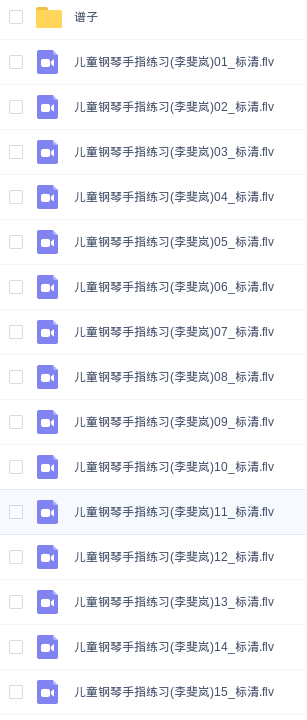 谱子
儿童钢琴手指练习(李斐岚)01_标清.flv
儿童钢琴手指练习(李斐岚)02_标清.flv
儿童钢琴手指练习(李斐岚)03_标清.flv
儿童钢琴手指练习(李斐岚)04_标清.flv
儿童钢琴手指练习(李斐岚)05_标清.flv
儿童钢琴手指练习(李斐岚)06_标清.flv
儿童钢琴手指练习(李斐岚)07_标清.flv
儿童钢琴手指练习(李斐岚)08_标清.flv
儿童钢琴手指练习(李斐岚)09_标清.flv
儿童钢琴手指练习(李斐岚)10_标清.flv
儿童钢琴手指练习(李斐岚)11_标清.flv
儿童钢琴手指练习(李斐岚)12_标清.flv
儿童钢琴手指练习(李斐岚)13_标清.flv
儿童钢琴手指练习(李斐岚)14_标清.flv
儿童钢琴手指练习(李斐岚)15_标清.flv